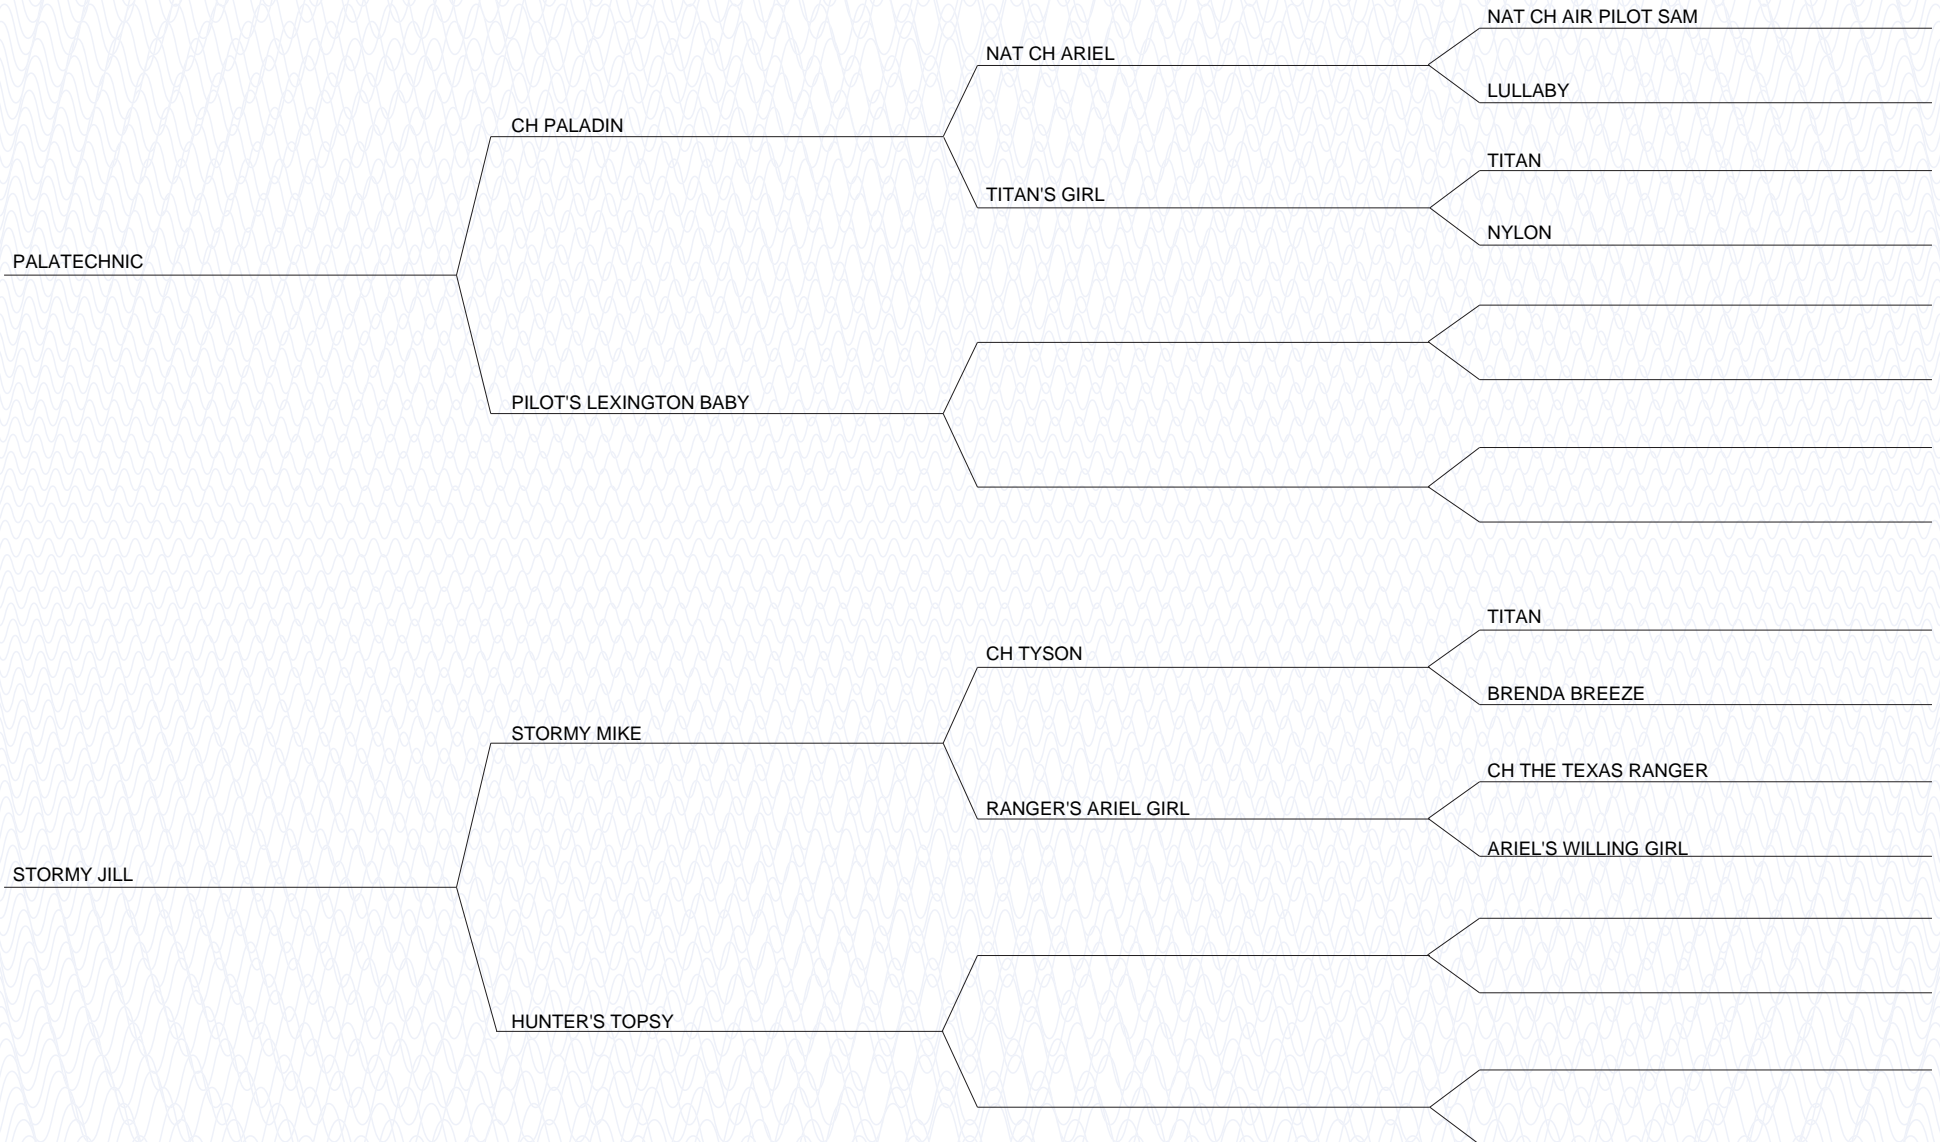 NAT CH AIR PILOT SAM
NAT CH ARIEL
LULLABY
CH PALADIN
TITAN
TITAN'S GIRL
NYLON
PALATECHNIC
PILOT'S LEXINGTON BABY
TITAN
CH TYSON
BRENDA BREEZE
STORMY MIKE
CH THE TEXAS RANGER
RANGER'S ARIEL GIRL
ARIEL'S WILLING GIRL
STORMY JILL
HUNTER'S TOPSY